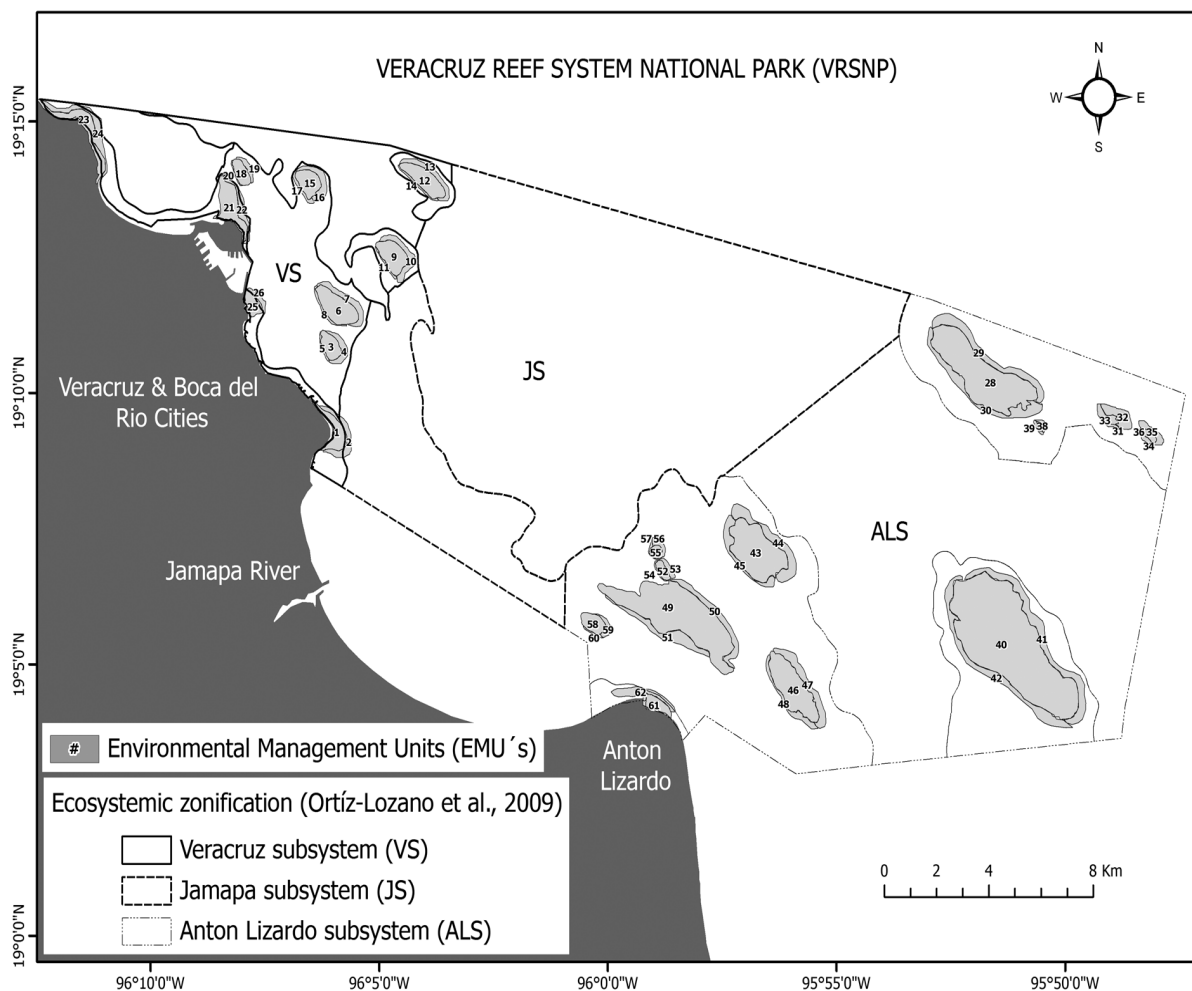 VERACRUZ REEF SYSTEM NATIONAL PARK (VRSNP)
N
W E
S
19°15'0"N
19°10'0"N
19°5'0"N
19°0'0"N
23
24
20 18 19
21 22
17 15 16
13
14 12
11 9 10
VS
26
25
7
8 6
5 3 4
1
2
JS
Veracruz & Boca del
Rio Cities
Jamapa River
29
28
30
39 38
33 32
31
36 35
34
ALS
57 56
55
54 52 53
43 44
45
49 50
51
58 59
60
46 47
48
40 41
42
62
61
Anton
Lizardo
# Environmental Management Units (EMU´s)
Ecosystemic zonification (Ortíz-Lozano et al., 2009)
Veracruz subsystem (VS)
Jamapa subsystem (JS)
Anton Lizardo subsystem (ALS)
0 2 4 8 Km
96°10'0"W 96°5'0"W 96°0'0"W 95°55'0"W 95°50'0"W